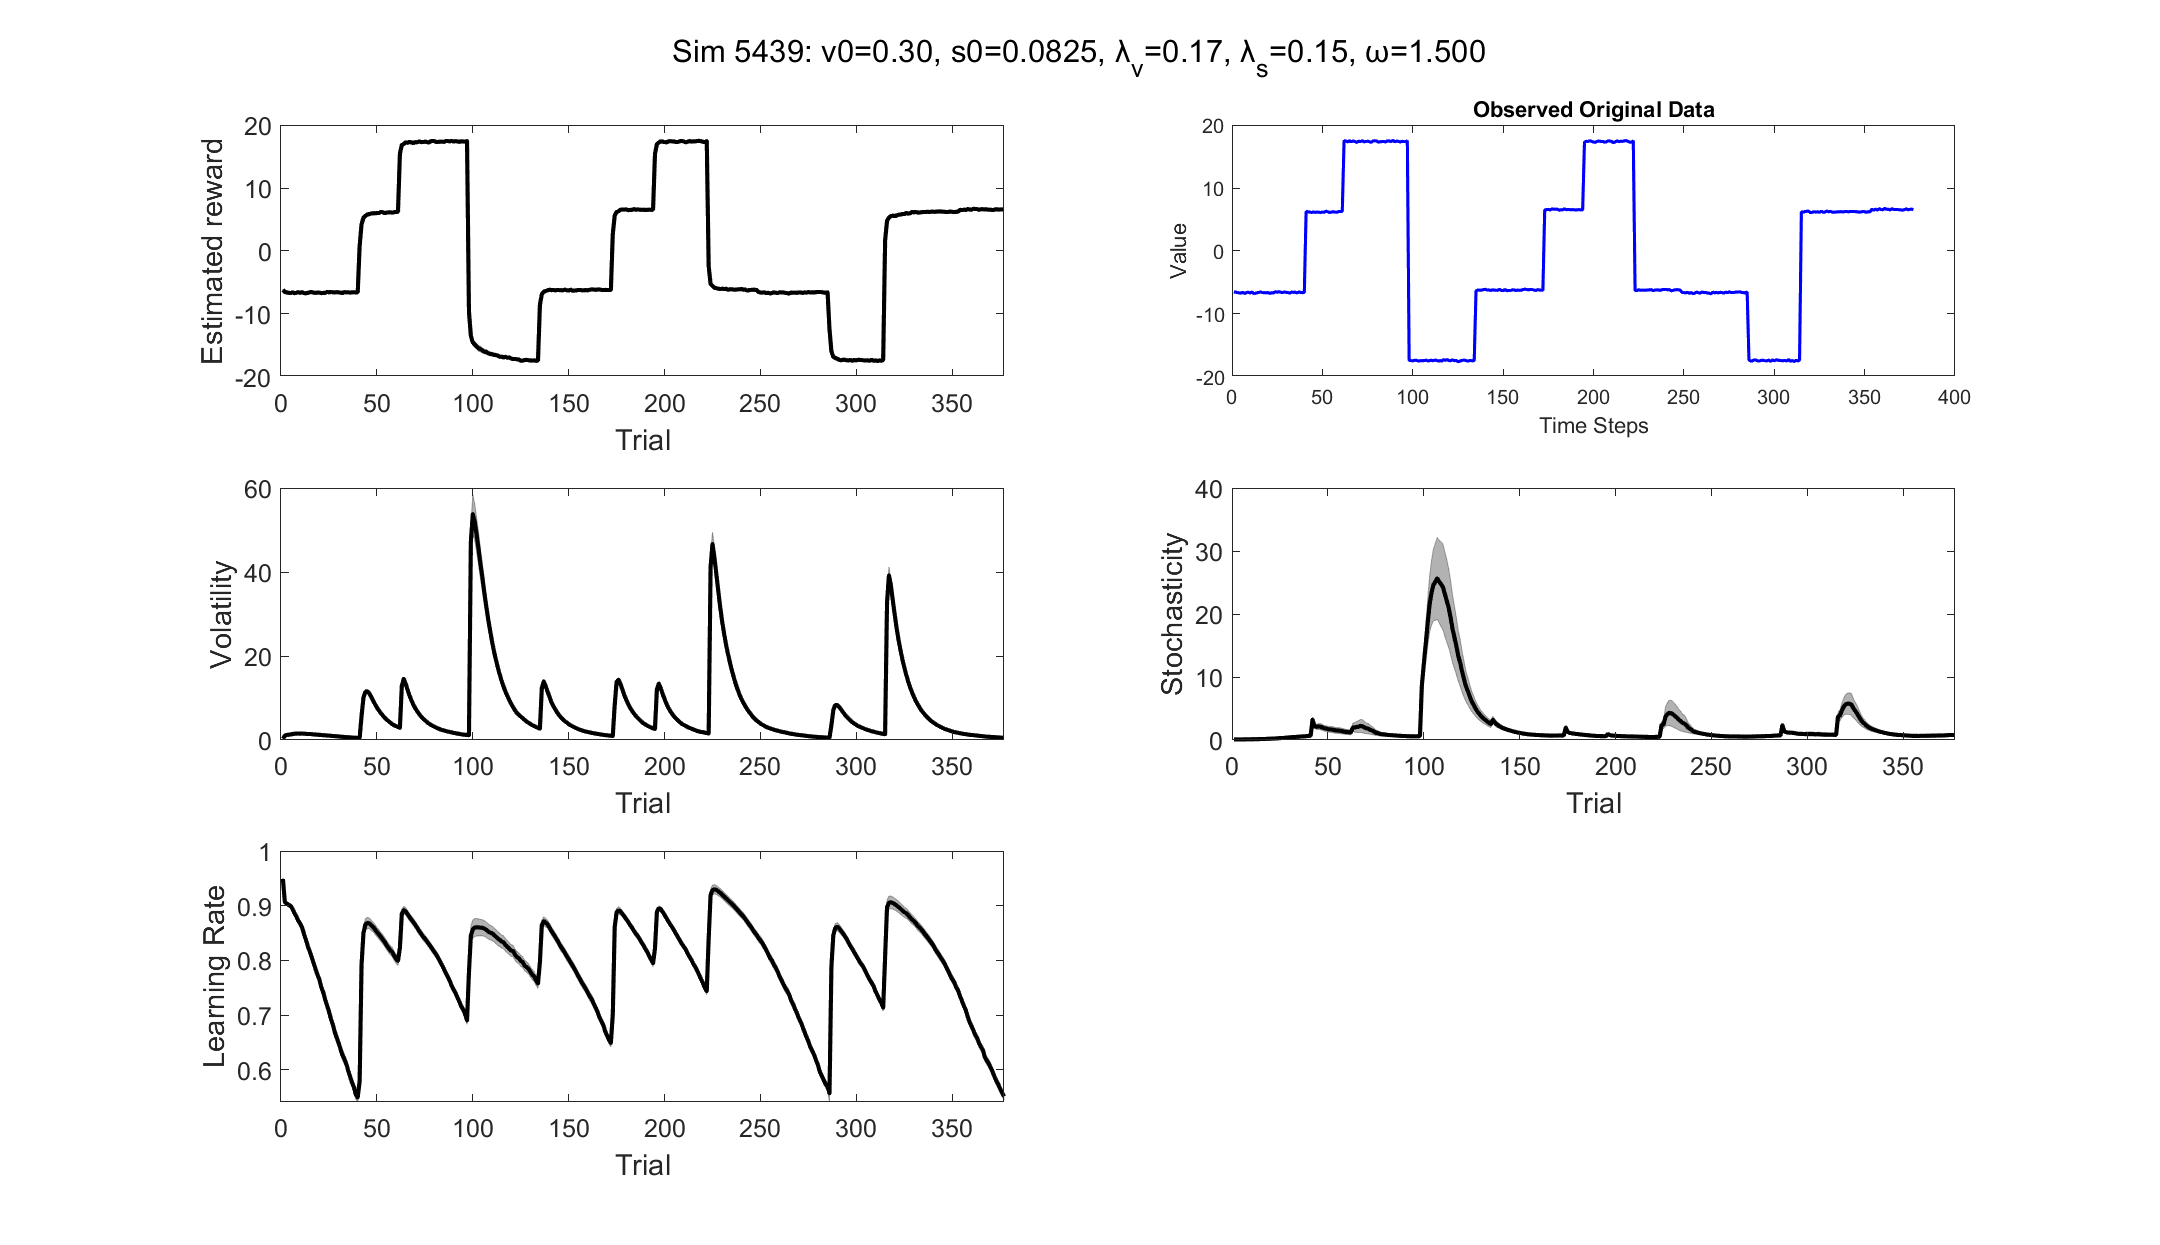 Sim 5439: v0=0.30, s0=0.0825, λ_v=0.17, λ_s=0.15, ω=1.500
Estimated reward
20
10
0
-10
-20
0 50 100 150 200 250 300 350
Trial
Observed Original Data
Value
20
10
0
-10
-20
0 50 100 150 200 250 300 350 400
Time Steps
Volatility
60
40
20
0
0 50 100 150 200 250 300 350
Trial
Stochasticity
40
30
20
10
0
0 50 100 150 200 250 300 350
Trial
Learning Rate
1
0.9
0.8
0.7
0.6
0 50 100 150 200 250 300 350
Trial